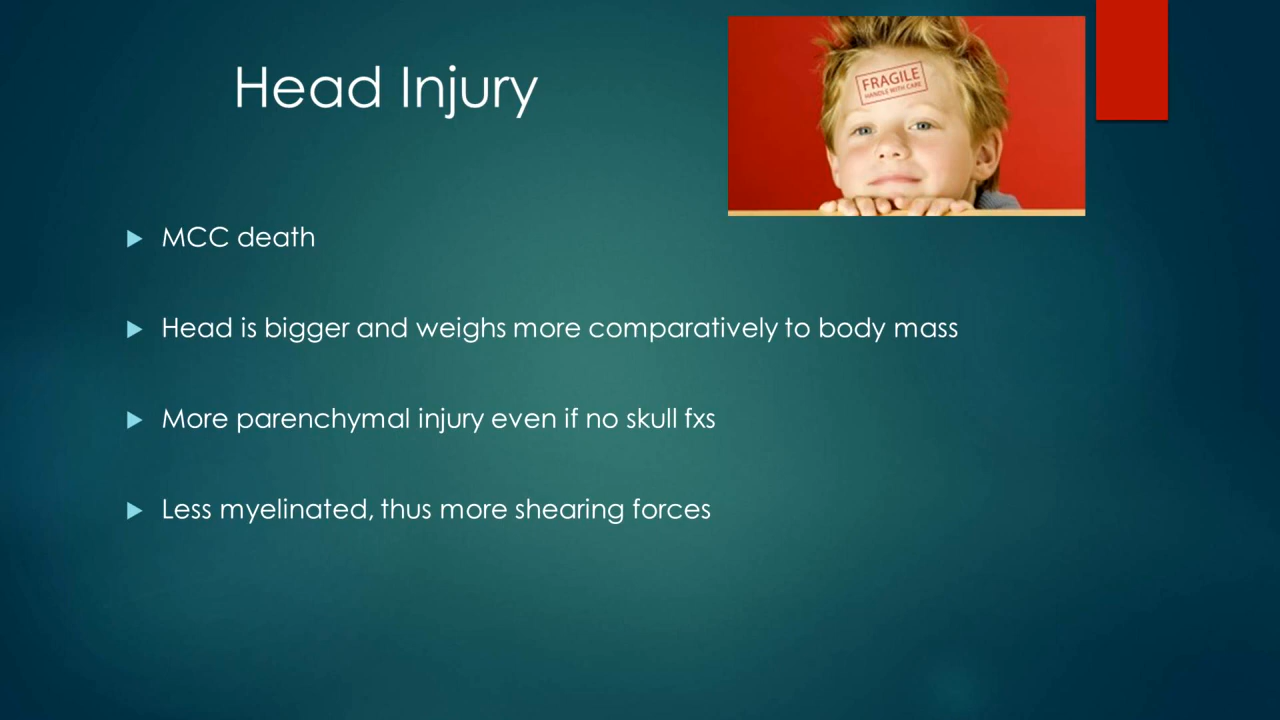 Head Injury
FRAGILE
HANDLE WITH CARE
MCC death
Head is bigger and weighs more comparatively to body mass
More parenchymal injury even if no skull fxs
Less myelinated, thus more shearing forces